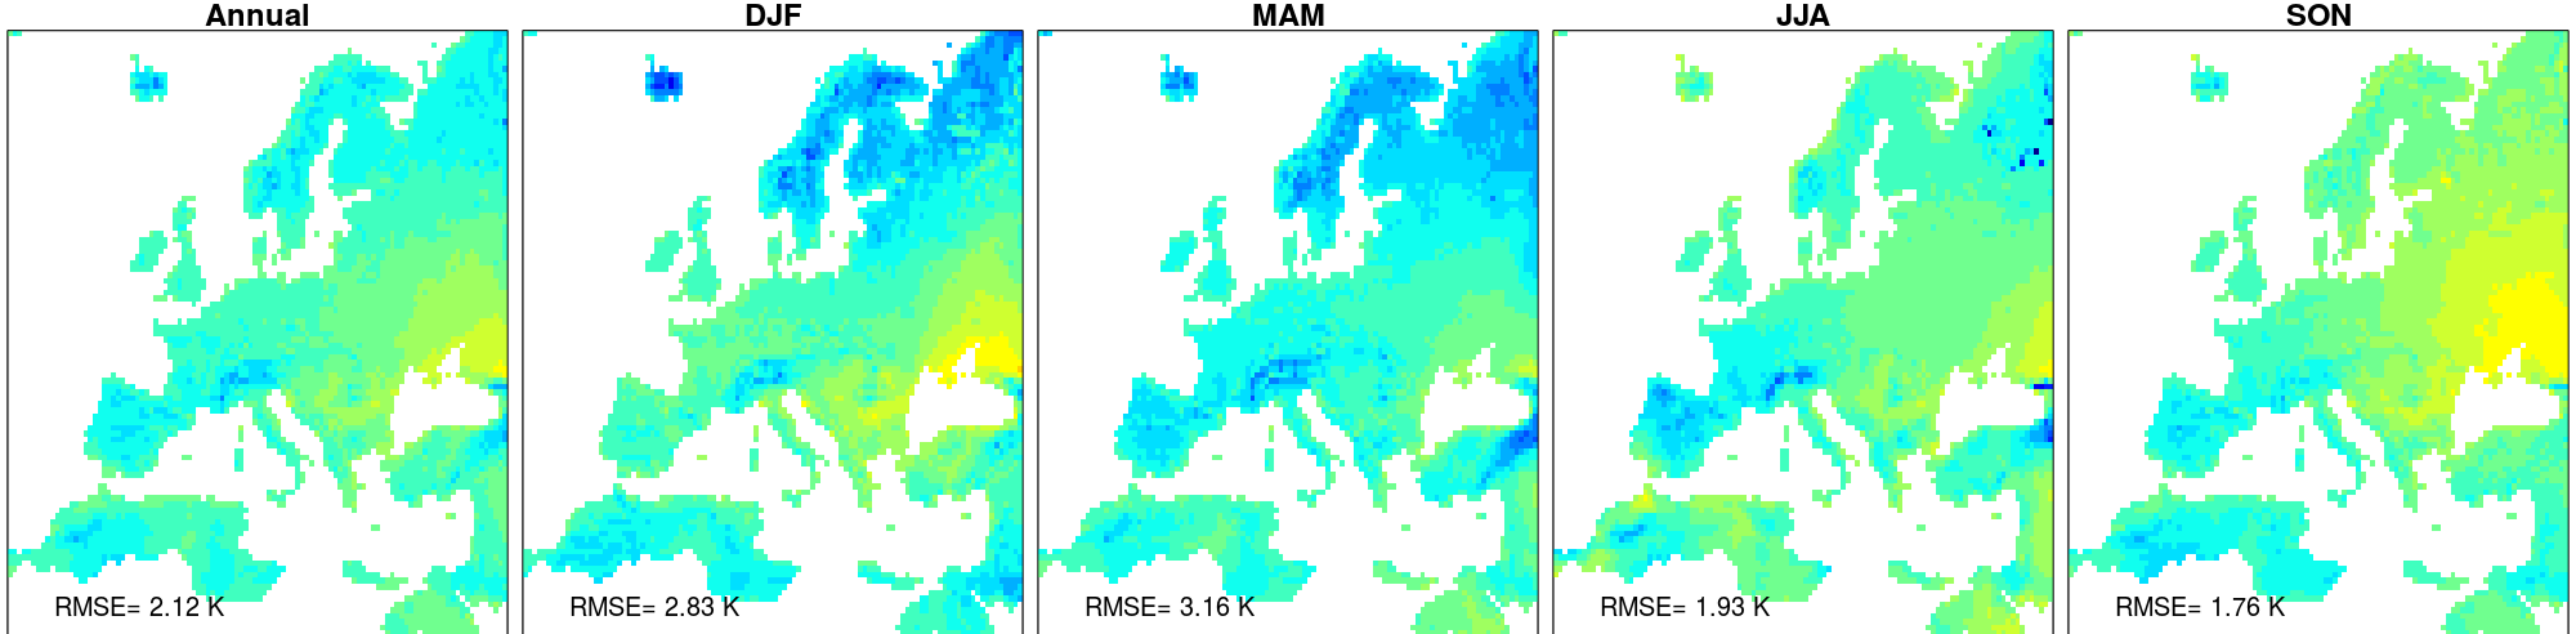 Annual DJF MAM JJA SON
RMSE= 2.12 K RMSE= 2.83 K RMSE= 3.16 K RMSE= 1.93 K RMSE= 1.76 K